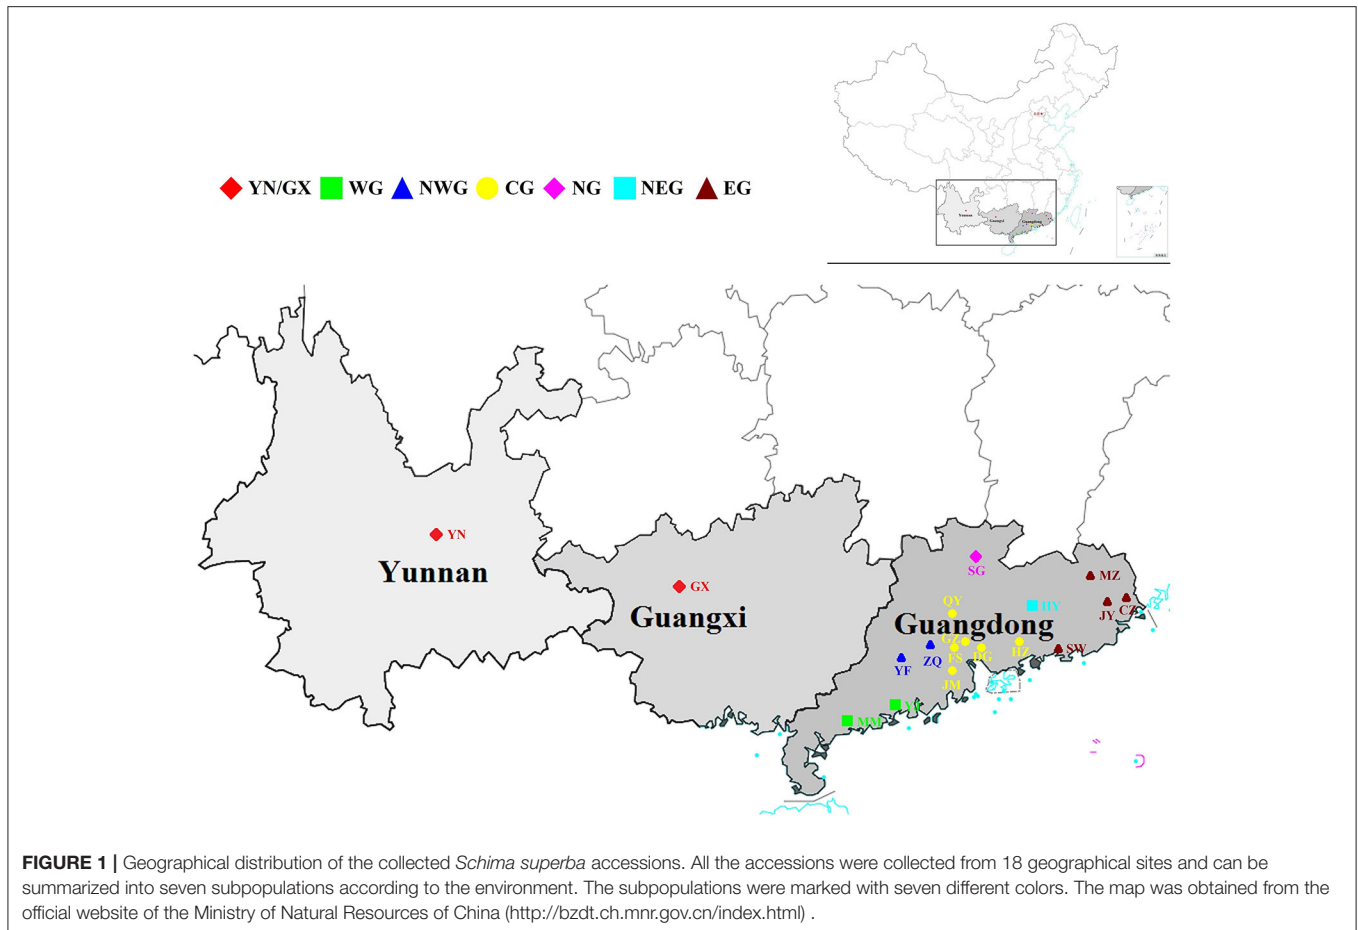 YN/GX WG NWG CG NG NEG EG
Yunnan
Guangxi
Guangdong
YN
Yunnan
GX
Guangxi
SG
MZ
QY
HY
JY
CZ
Guangdong
GZ
FS
DG
HZ
SW
ZQ
YF
JM
YJ
MM
FIGURE 1 | Geographical distribution of the collected Schima superba accessions. All the accessions were collected from 18 geographical sites and can be
summarized into seven subpopulations according to the environment. The subpopulations were marked with seven different colors. The map was obtained from the
official website of the Ministry of Natural Resources of China (http://bzdt.ch.mnr.gov.cn/index.html) .